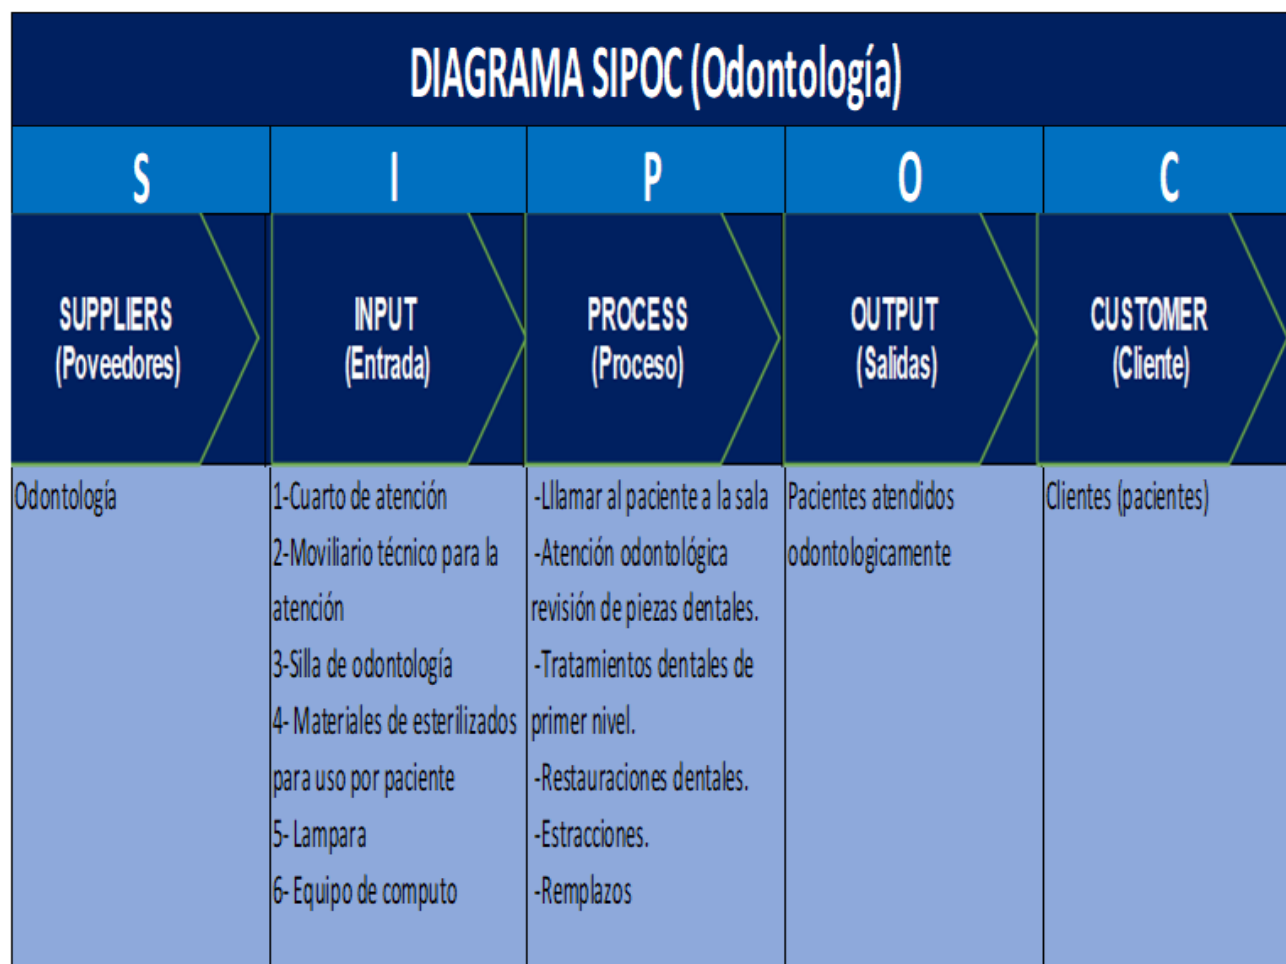 DIAGRAMA SIPOC (Odontología)
S
I
P
O
C
SUPPLIERS
(Poveedores)
INPUT
(Entrada)
PROCESS
(Proceso)
OUTPUT
(Salidas)
CUSTOMER
(Cliente)
Odontología
1-Cuarto de atención
2-Moviliario técnico para la
atención
3-Silla de odontología
4- Materiales de esterilizados
para uso por paciente
5- Lampara
6- Equipo de computo
-Lllamar al paciente a la sala
-Atención odontológica
revisión de piezas dentales.
-Tratamientos dentales de
primer nivel.
-Restauraciones dentales.
-Estracciones.
-Remplazos
Pacientes atendidos
odontologicamente
Clientes (pacientes)